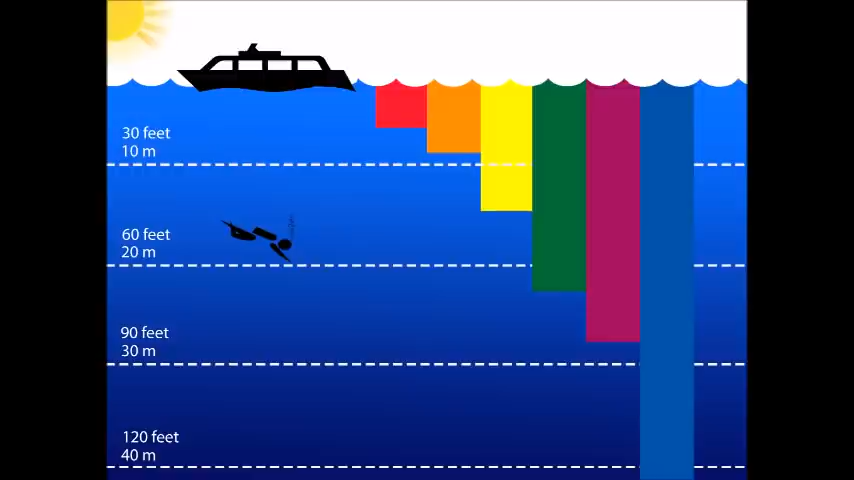 30 feet
10 m
60 feet
20 m
90 feet
30 m
120 feet
40 m